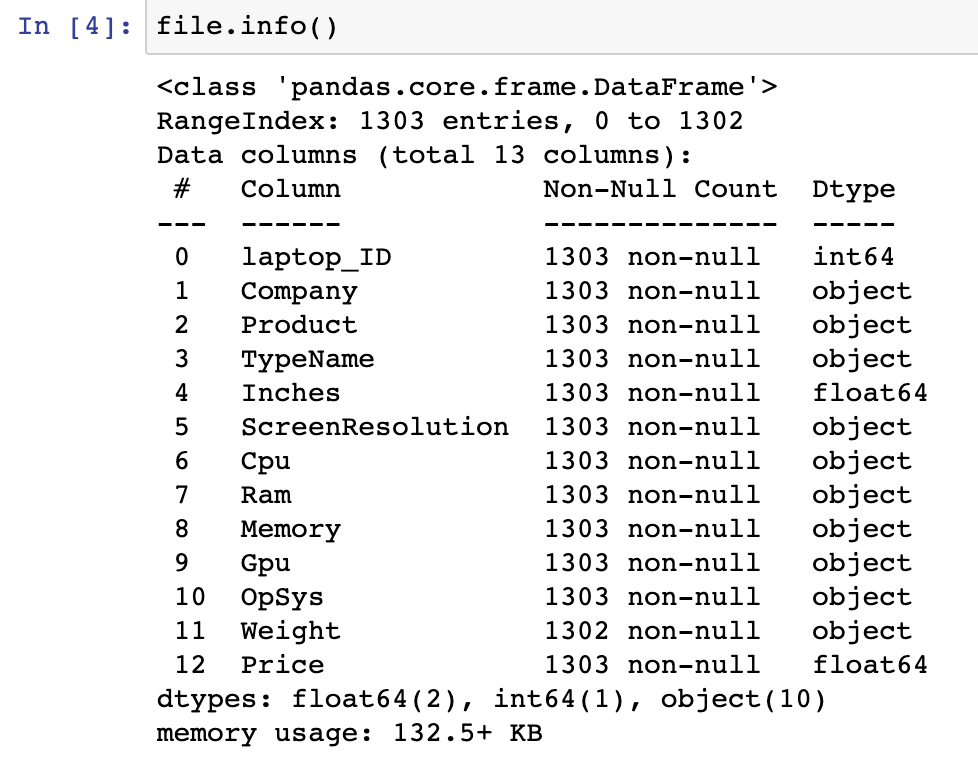 In [4]: file.info()
<class 'pandas.core.frame.DataFrame'>
RangeIndex: 1303 entries, 0 to 1302
Data columns (total 13 columns):
 #   Column            Non-Null Count  Dtype
---  ------            --------------  -----
 0   laptop_ID         1303 non-null   int64
 1   Company           1303 non-null   object
 2   Product           1303 non-null   object
 3   TypeName          1303 non-null   object
 4   Inches            1303 non-null   float64
 5   ScreenResolution  1303 non-null   object
 6   Cpu               1303 non-null   object
 7   Ram               1303 non-null   object
 8   Memory            1303 non-null   object
 9   Gpu               1303 non-null   object
 10  OpSys             1303 non-null   object
 11  Weight            1302 non-null   object
 12  Price             1303 non-null   float64
dtypes: float64(2), int64(1), object(10)
memory usage: 132.5+ KB